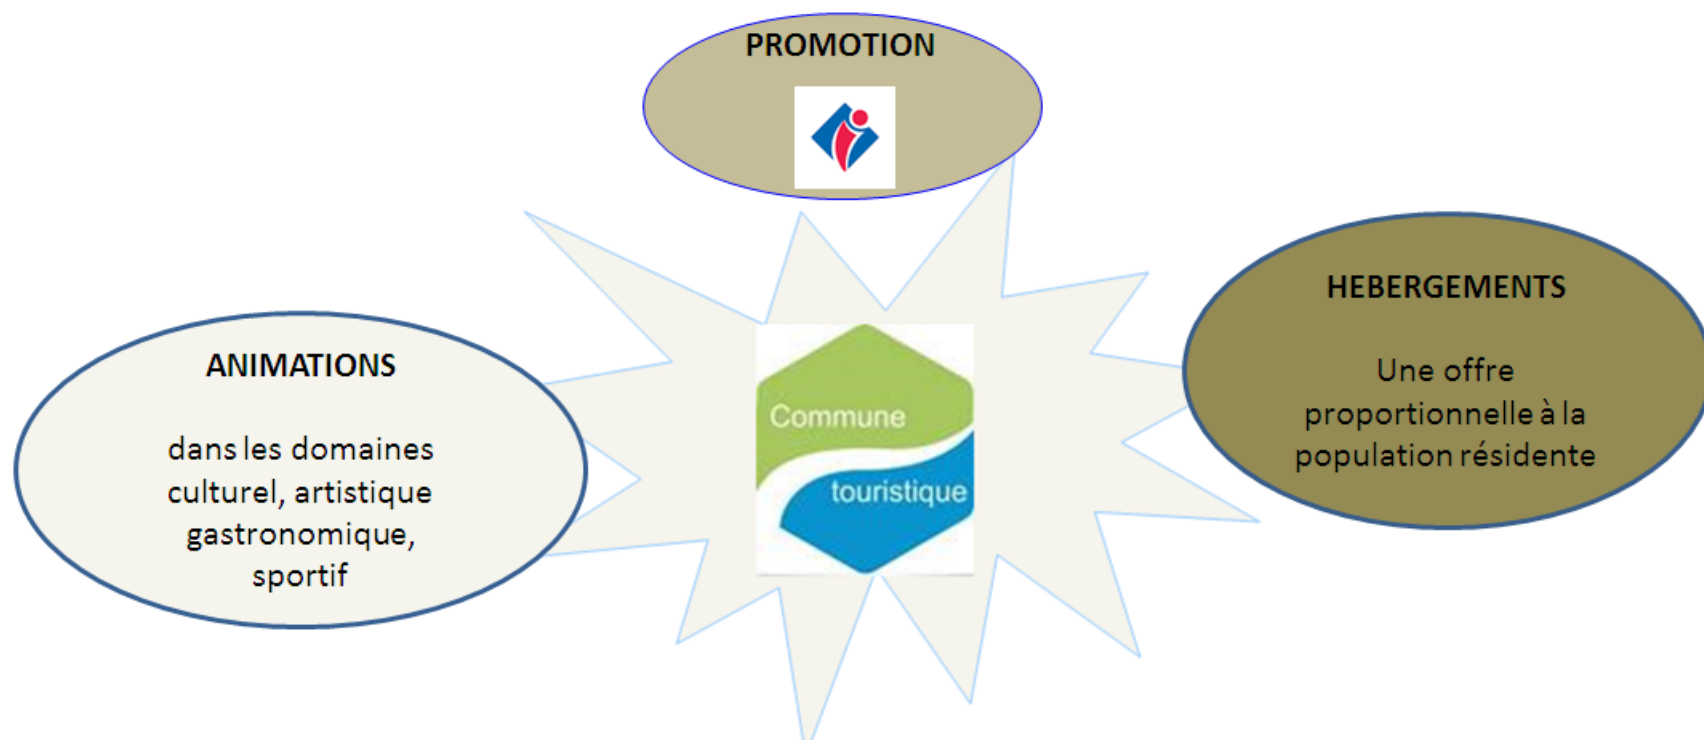 PROMOTION
HEBERGEMENTS
Une offre
proportionnelle à la
population résidente
ANIMATIONS
dans les domaines
culturel, artistique
gastronomique,
sportif
Commune
touristique